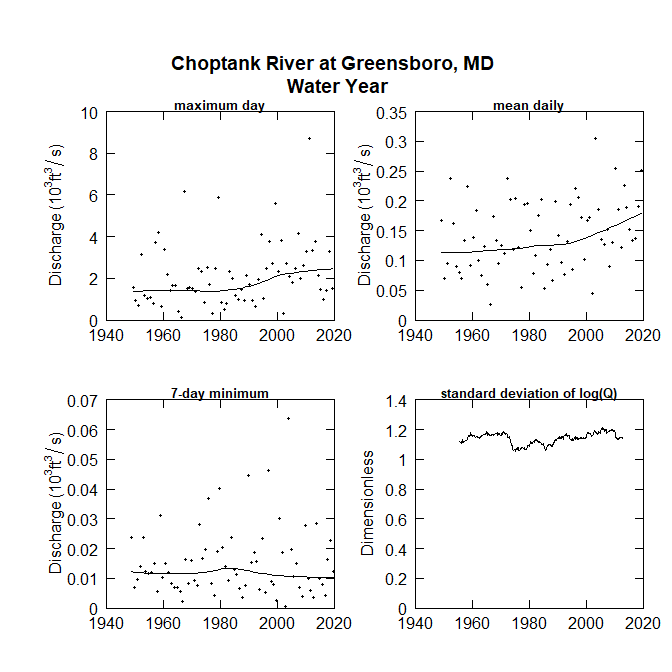 Choptank River at Greensboro, MD
Water Year
maximum day
Discharge (10³ft³/s)
10
8
6
4
2
0
1940 1960 1980 2000 2020
mean daily
Discharge (10³ft³/s)
0.35
0.3
0.25
0.2
0.15
0.1
0.05
0
1940 1960 1980 2000 2020
7-day minimum
Discharge (10³ft³/s)
0.07
0.06
0.05
0.04
0.03
0.02
0.01
0
1940 1960 1980 2000 2020
standard deviation of log(Q)
Dimensionless
1.4
1.2
1
0.8
0.6
0.4
0.2
0
1940 1960 1980 2000 2020